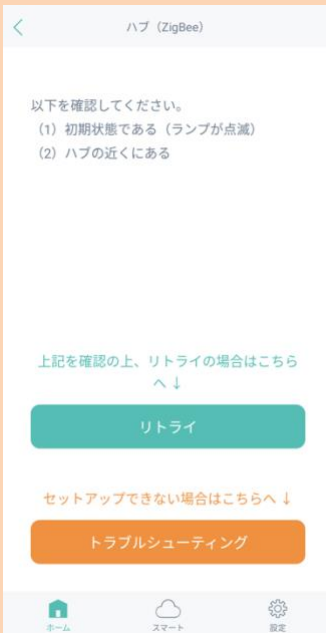 ハブ（ZigBee）
以下を確認してください。
（1）初期状態である（ランプが点滅）
（2）ハブの近くにある
上記を確認の上、リトライの場合はこちら
へ ↓
リトライ
セットアップできない場合はこちらへ ↓
トラブルシューティング
ホーム
スマート
設定